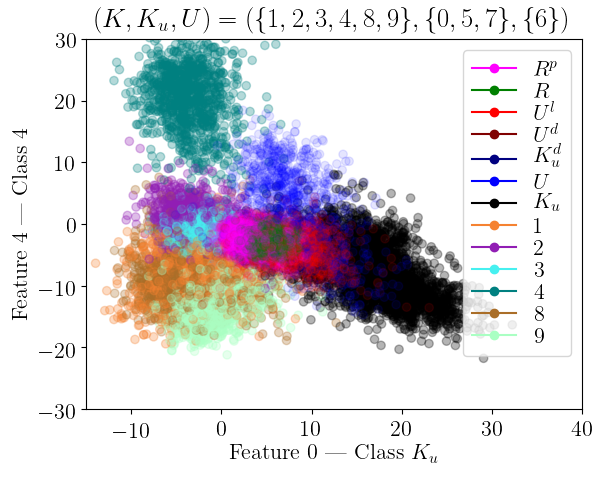 (K, K_u, U) = ({1, 2, 3, 4, 8, 9}, {0, 5, 7}, {6})
30
20
10
0
−10
−20
−30
Feature 4 — Class 4
R^p
R
U^l
U^d
K_u^d
U
K_u
1
2
3
4
8
9
−10
0
10
20
30
40
Feature 0 — Class K_u